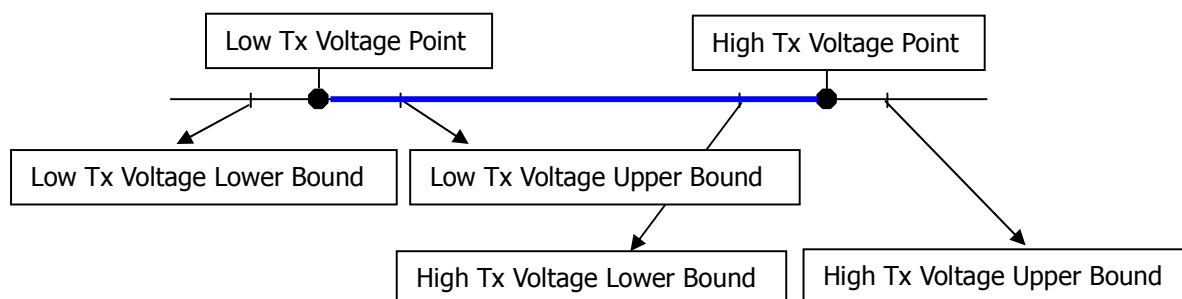 Low Tx Voltage Point
High Tx Voltage Point
Low Tx Voltage Lower Bound
Low Tx Voltage Upper Bound
High Tx Voltage Lower Bound
High Tx Voltage Upper Bound